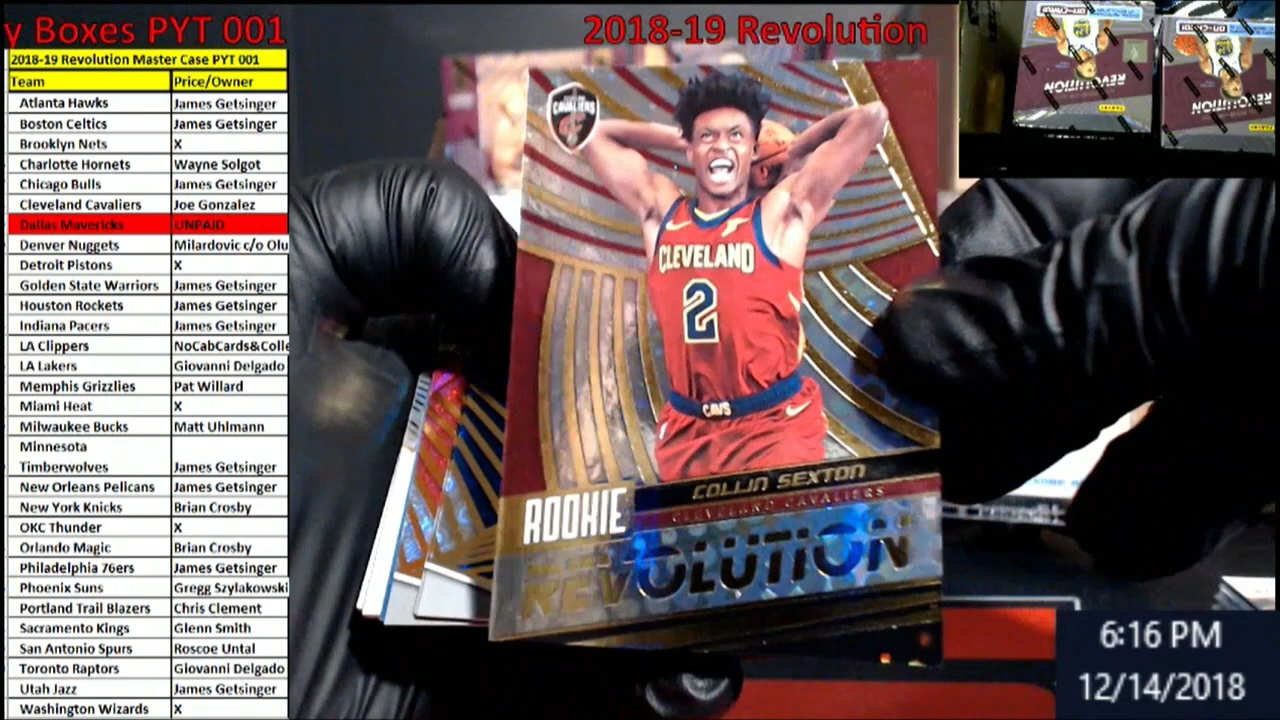 y Boxes PYT 001
2018-19 Revolution
2018-19 Revolution Master Case PYT 001
Team Price/Owner
Atlanta Hawks James Getsinger
Boston Celtics James Getsinger
Brooklyn Nets X
Charlotte Hornets Wayne Solgot
Chicago Bulls James Getsinger
Cleveland Cavaliers Joe Gonzalez
Dallas Mavericks UNPAID
Denver Nuggets Milardovic c/o Olu
Detroit Pistons X
Golden State Warriors James Getsinger
Houston Rockets James Getsinger
Indiana Pacers James Getsinger
LA Clippers NoCabCards&Colle
LA Lakers Giovanni Delgado
Memphis Grizzlies Pat Willard
Miami Heat X
Milwaukee Bucks Matt Uhlmann
Minnesota
Timberwolves James Getsinger
New Orleans Pelicans James Getsinger
New York Knicks Brian Crosby
OKC Thunder X
Orlando Magic Brian Crosby
Philadelphia 76ers James Getsinger
Phoenix Suns Gregg Szylakowski
Portland Trail Blazers Chris Clement
Sacramento Kings Glenn Smith
San Antonio Spurs Roscoe Untal
Toronto Raptors Giovanni Delgado
Utah Jazz James Getsinger
Washington Wizards X
CAVALIERS
CLEVELAND
2
CAVS
COLLIN SEXTON
CLEVELAND CAVALIERS
ROOKIE
REVOLUTION
REVOLUTION
REVOLUTION
6:16 PM
12/14/2018